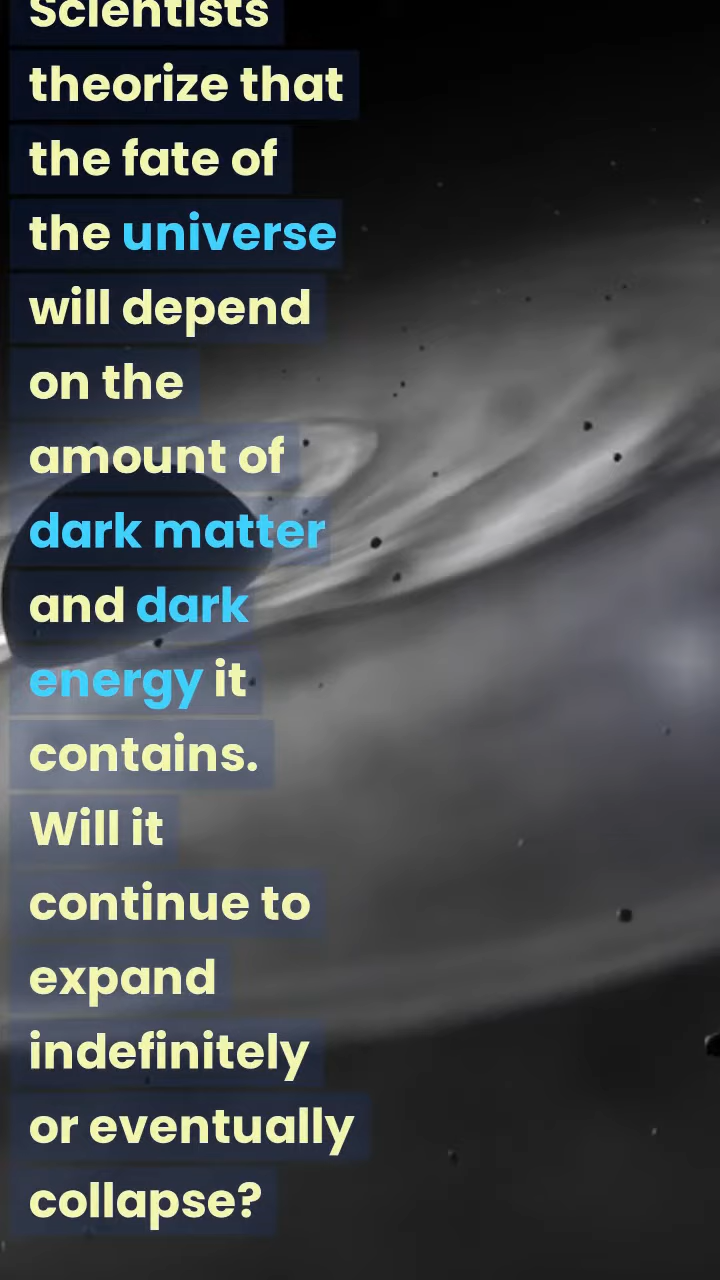 Scientists
theorize that
the fate of
the universe
will depend
on the
amount of
dark matter
and dark
energy it
contains.
Will it
continue to
expand
indefinitely
or eventually
collapse?